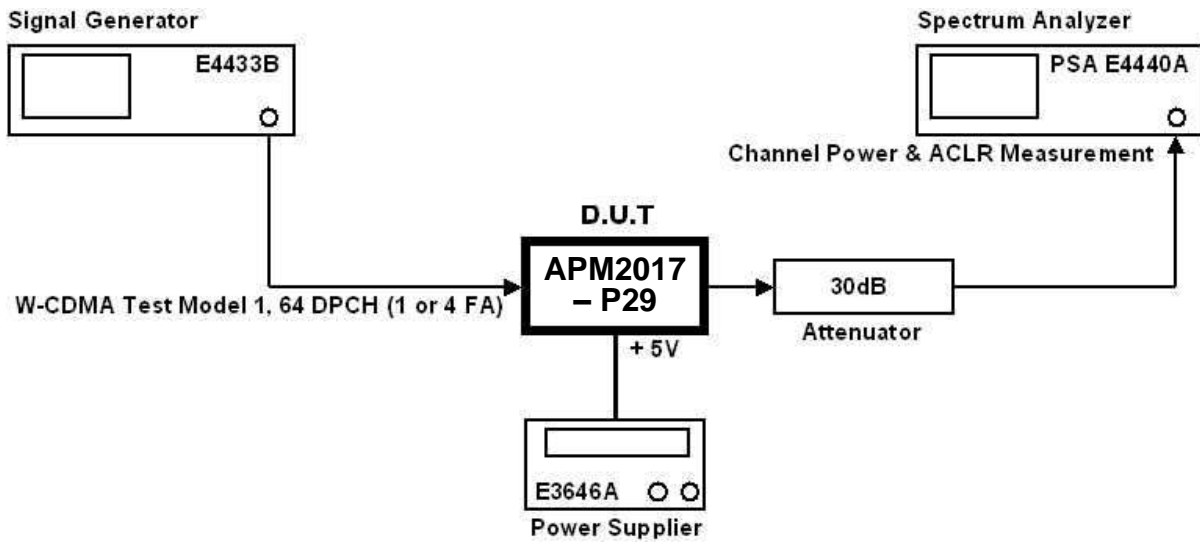 Signal Generator
E4433B
Spectrum Analyzer
PSA E4440A
Channel Power & ACLR Measurement
D.U.T
APM2017
– P29
W-CDMA Test Model 1, 64 DPCH (1 or 4 FA)
30dB
Attenuator
+ 5V
E3646A
Power Supplier